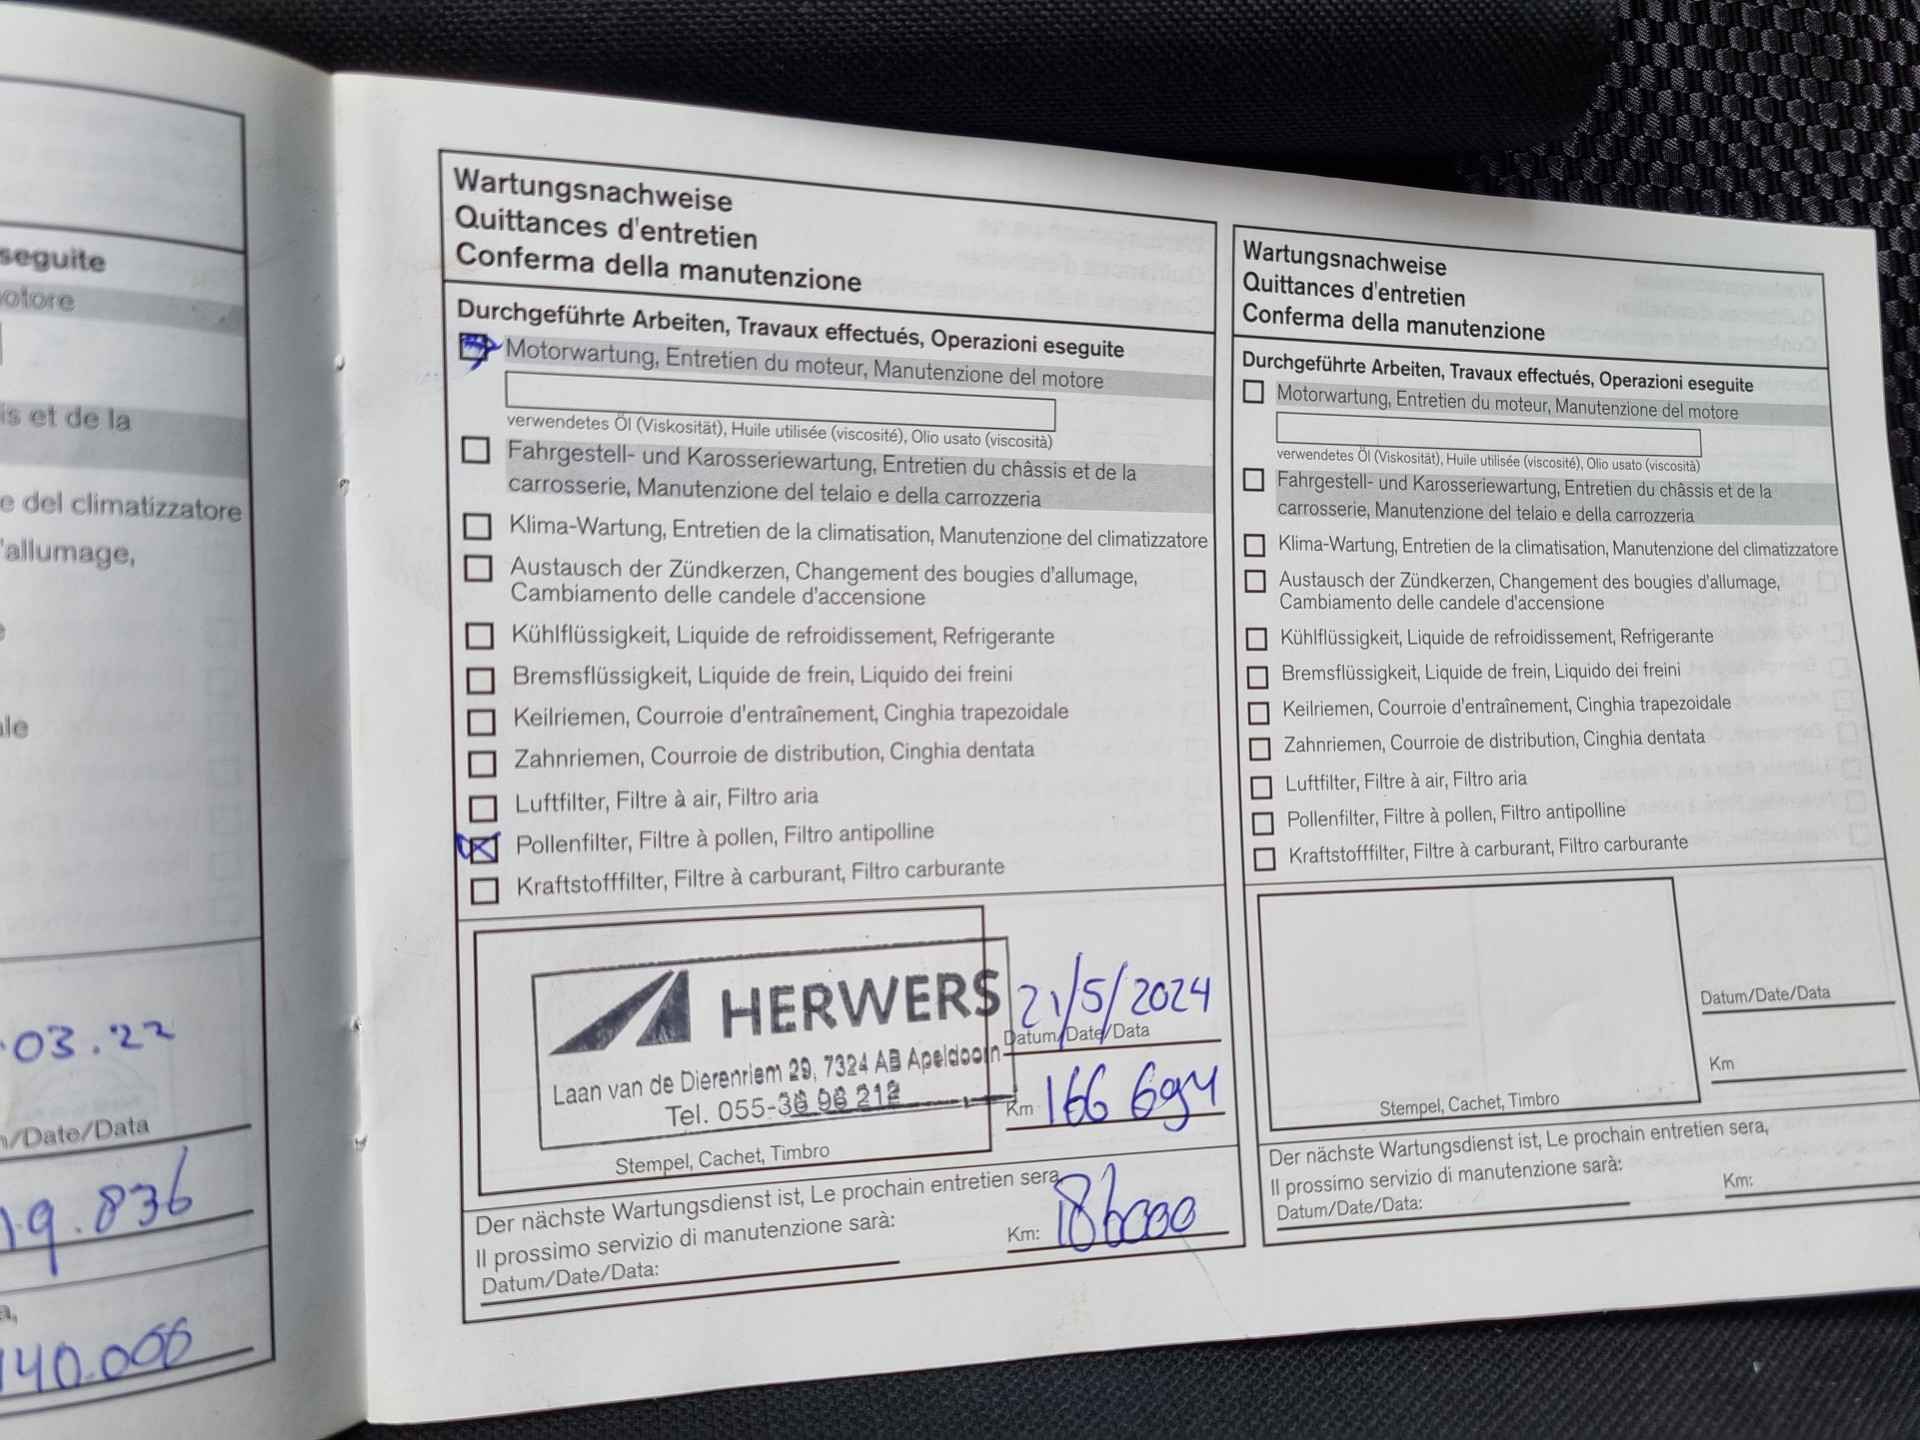 seguite
otore
is et de la
e del climatizzatore
'allumage,
e
ale
03.22
n/Date/Data
19.836
a,
140.000
Wartungsnachweise
Quittances d'entretien
Conferma della manutenzione
Durchgeführte Arbeiten, Travaux effectués, Operazioni eseguite
Motorwartung, Entretien du moteur, Manutenzione del motore
verwendetes Öl (Viskosität), Huile utilisée (viscosité), Olio usato (viscosità)
Fahrgestell- und Karosseriewartung, Entretien du châssis et de la
carrosserie, Manutenzione del telaio e della carrozzeria
Klima-Wartung, Entretien de la climatisation, Manutenzione del climatizzatore
Austausch der Zündkerzen, Changement des bougies d'allumage,
Cambiamento delle candele d'accensione
Kühlflüssigkeit, Liquide de refroidissement, Refrigerante
Bremsflüssigkeit, Liquide de frein, Liquido dei freini
Keilriemen, Courroie d'entraînement, Cinghia trapezoidale
Zahnriemen, Courroie de distribution, Cinghia dentata
Luftfilter, Filtre à air, Filtro aria
Pollenfilter, Filtre à pollen, Filtro antipolline
Kraftstofffilter, Filtre à carburant, Filtro carburante
HERWERS
Laan van de Dierenriem 29, 7324 AB Apeldoorn
Tel. 055-36 96 212
Stempel, Cachet, Timbro
21/5/2024
Datum/Date/Data
Km 166 694
Der nächste Wartungsdienst ist, Le prochain entretien sera,
Il prossimo servizio di manutenzione sarà:
Datum/Date/Data:
Km: 186000
Wartungsnachweise
Quittances d'entretien
Conferma della manutenzione
Durchgeführte Arbeiten, Travaux effectués, Operazioni eseguite
Motorwartung, Entretien du moteur, Manutenzione del motore
verwendetes Öl (Viskosität), Huile utilisée (viscosité), Olio usato (viscosità)
Fahrgestell- und Karosseriewartung, Entretien du châssis et de la
carrosserie, Manutenzione del telaio e della carrozzeria
Klima-Wartung, Entretien de la climatisation, Manutenzione del climatizzatore
Austausch der Zündkerzen, Changement des bougies d'allumage,
Cambiamento delle candele d'accensione
Kühlflüssigkeit, Liquide de refroidissement, Refrigerante
Bremsflüssigkeit, Liquide de frein, Liquido dei freini
Keilriemen, Courroie d'entraînement, Cinghia trapezoidale
Zahnriemen, Courroie de distribution, Cinghia dentata
Luftfilter, Filtre à air, Filtro aria
Pollenfilter, Filtre à pollen, Filtro antipolline
Kraftstofffilter, Filtre à carburant, Filtro carburante
Datum/Date/Data
Km
Stempel, Cachet, Timbro
Der nächste Wartungsdienst ist, Le prochain entretien sera,
Il prossimo servizio di manutenzione sarà:
Datum/Date/Data:
Km: